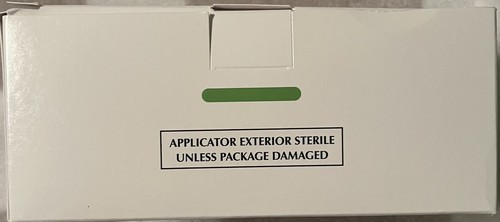 APPLICATOR EXTERIOR STERILE
UNLESS PACKAGE DAMAGED